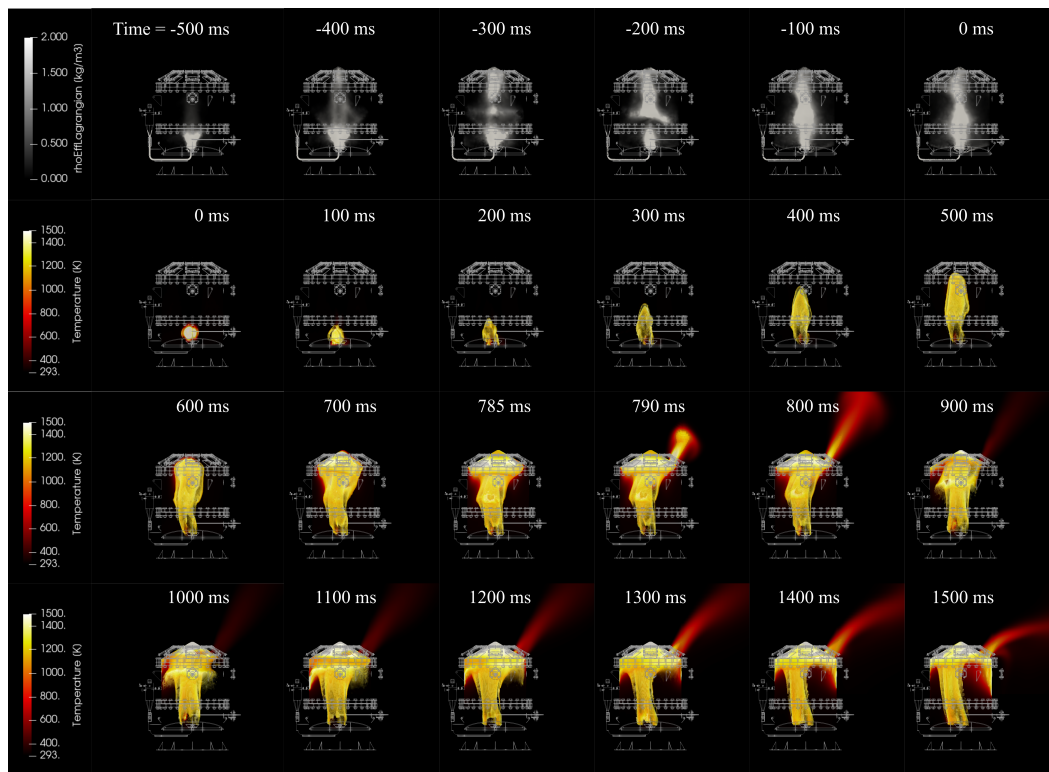 Time = -500 ms
-400 ms
-300 ms
-200 ms
-100 ms
0 ms
2.000
1.500
1.000
0.500
0.000
rhoEffLagrangian (kg/m3)
0 ms
100 ms
200 ms
300 ms
400 ms
500 ms
1500.
1400.
1200.
1000.
800.
600.
400.
293.
Temperature (K)
600 ms
700 ms
785 ms
790 ms
800 ms
900 ms
1500.
1400.
1200.
1000.
800.
600.
400.
293.
Temperature (K)
1000 ms
1100 ms
1200 ms
1300 ms
1400 ms
1500 ms
1500.
1400.
1200.
1000.
800.
600.
400.
293.
Temperature (K)